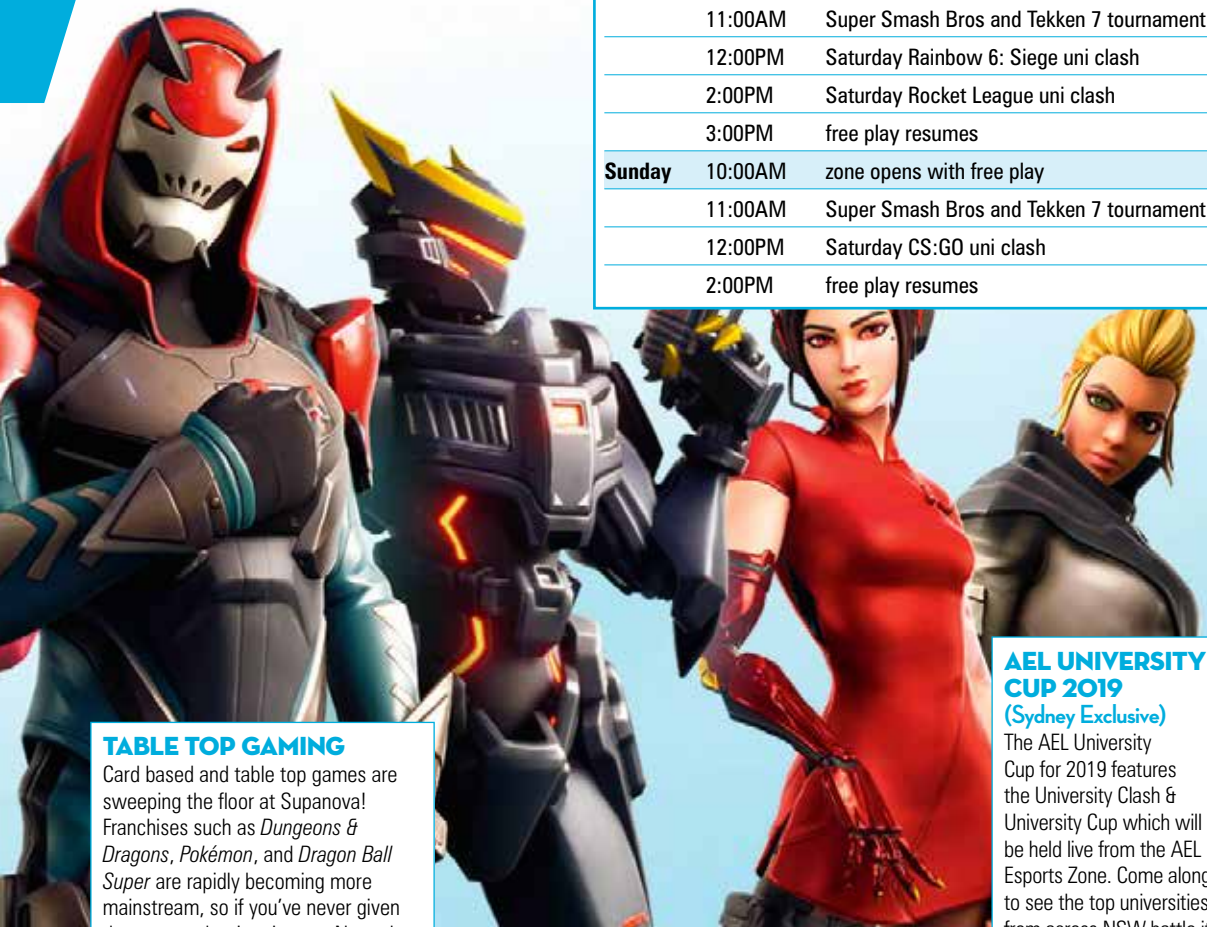 11:00AM Super Smash Bros and Tekken 7 tournament
12:00PM Saturday Rainbow 6: Siege uni clash
2:00PM Saturday Rocket League uni clash
3:00PM free play resumes
Sunday 10:00AM zone opens with free play
11:00AM Super Smash Bros and Tekken 7 tournament
12:00PM Saturday CS:GO uni clash
2:00PM free play resumes
TABLE TOP GAMING
Card based and table top games are
sweeping the floor at Supanova!
Franchises such as Dungeons &
Dragons, Pokémon, and Dragon Ball
Super are rapidly becoming more
mainstream, so if you've never given
AEL UNIVERSITY
CUP 2019
(Sydney Exclusive)
The AEL University
Cup for 2019 features
the University Clash &
University Cup which will
be held live from the AEL
Esports Zone. Come along
to see the top universities
from across NSW battle it